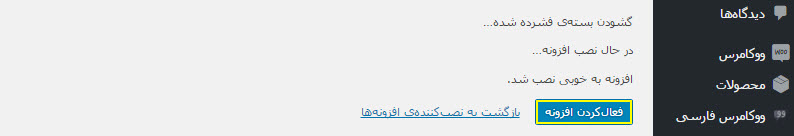 دیدگاه‌ها
ووکامرس
محصولات
ووکامرس فارسی
گشودن بسته‌ی فشرده شده…
در حال نصب افزونه…
افزونه به خوبی نصب شد.
فعال‌کردن افزونه بازگشت به نصب‌کننده‌ی افزونه‌ها